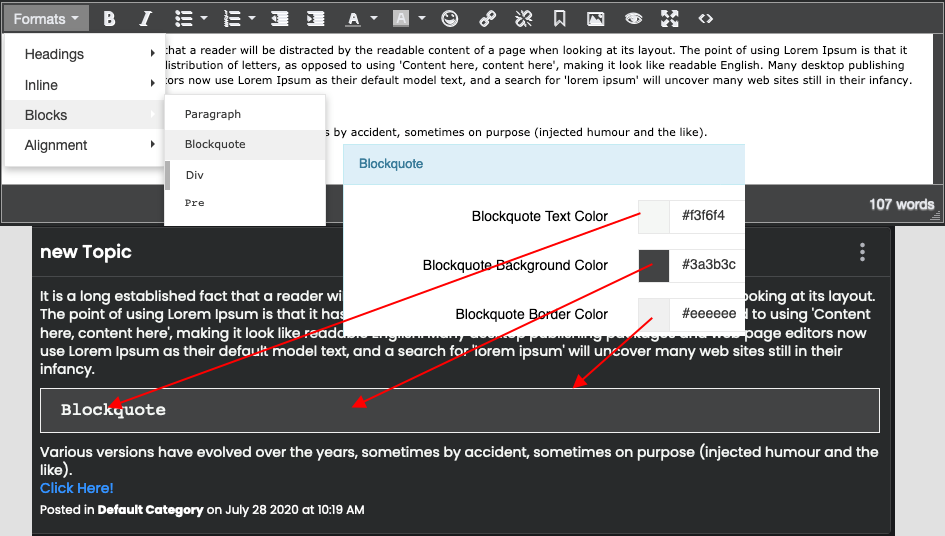 Formats
Headings
Inline
Blocks
Alignment
Paragraph
Blockquote
Div
Pre
that a reader will be distracted by the readable content of a page when looking at its layout. The point of using Lorem Ipsum is that it
distribution of letters, as opposed to using 'Content here, content here', making it look like readable English. Many desktop publishing
tors now use Lorem Ipsum as their default model text, and a search for 'lorem ipsum' will uncover many web sites still in their infancy.
s by accident, sometimes on purpose (injected humour and the like).
107 words
Blockquote
Blockquote Text Color #f3f6f4
Blockquote Background Color #3a3b3c
Blockquote Border Color #eeeeee
new Topic
It is a long established fact that a reader wi ooking at its layout.
The point of using Lorem Ipsum is that it has d to using 'Content
here, content here', making it look like readable English. Many desktop publishing packages and web page editors now
use Lorem Ipsum as their default model text, and a search for 'lorem ipsum' will uncover many web sites still in their
infancy.
Blockquote
Various versions have evolved over the years, sometimes by accident, sometimes on purpose (injected humour and the
like).
Click Here!
Posted in Default Category on July 28 2020 at 10:19 AM